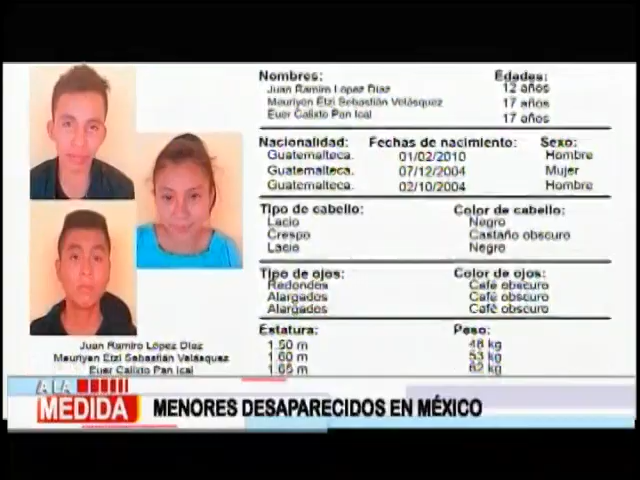 Nombres: Edades:
Juan Ramiro López Díaz 12 años
Meuriyen Etzi Sebastián Velásquez 17 años
Euer Calixto Pan Ical 17 años
Nacionalidad: Fechas de nacimiento: Sexo:
Guatemalteca. 01/02/2010 Hombre
Guatemalteca. 07/12/2004 Mujer
Guatemalteca. 02/10/2004 Hombre
Tipo de cabello: Color de cabello:
Lacio Negro
Crespo Castaño obscuro
Lacio Negro
Tipo de ojos: Color de ojos:
Redondos Café obscuro
Alargados Café obscuro
Alargados Café obscuro
Estatura: Peso:
1.50 m 48 kg
1.60 m 53 kg
1.65 m 62 kg
Juan Ramiro López Díaz
Meuriyen Etzi Sebastián Velásquez
Euer Calixto Pan Ical
A LA
MEDIDA
MENORES DESAPARECIDOS EN MÉXICO